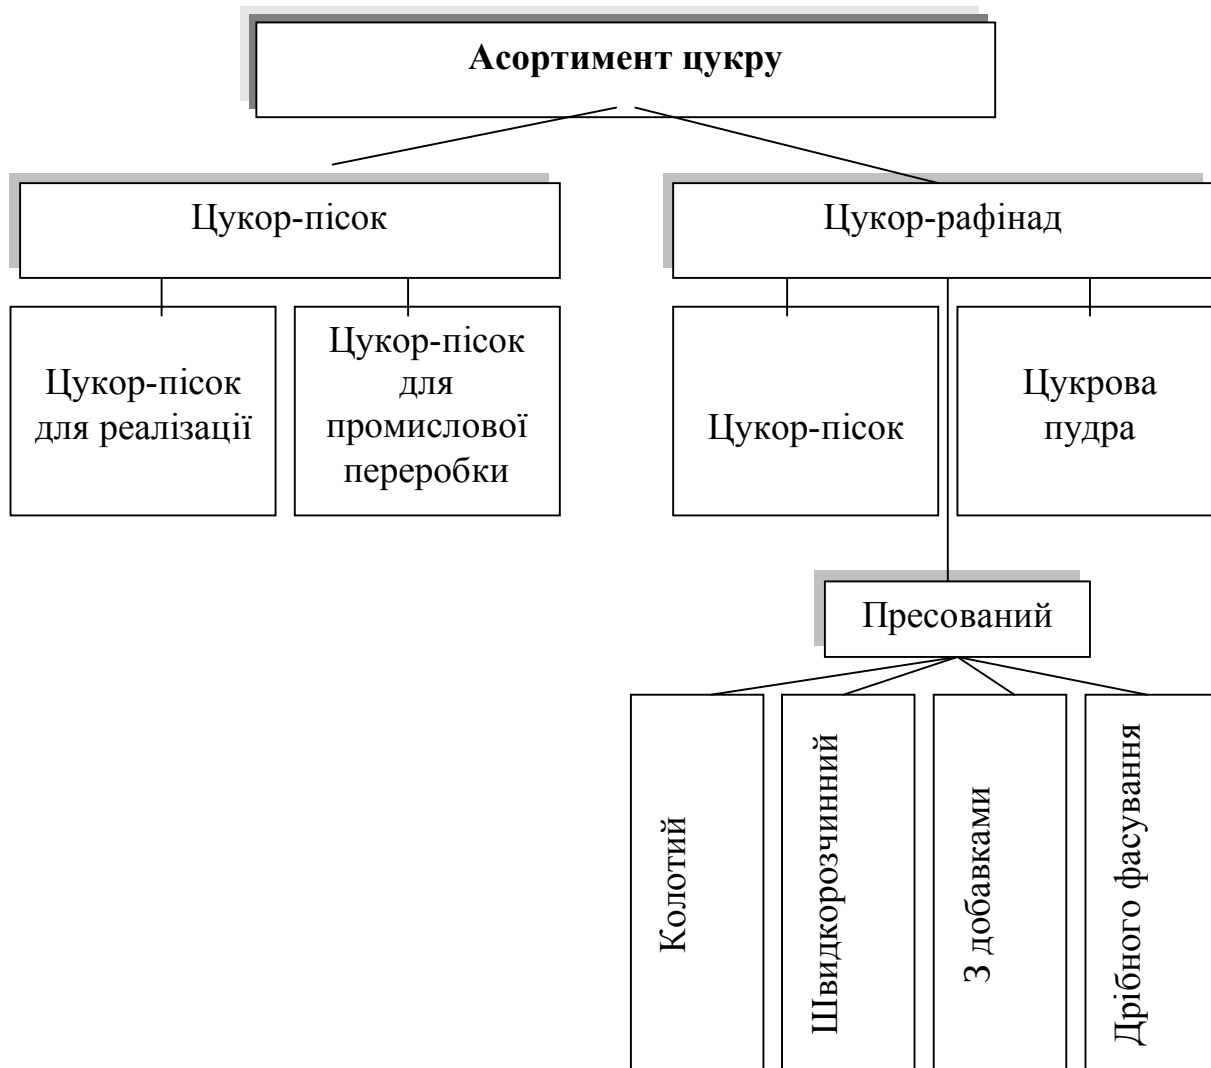 Асортимент цукру
Цукор-пісок
Цукор-рафінад
Цукор-пісок
для реалізації
Цукор-пісок
для
промислової
переробки
Цукор-пісок
Цукрова
пудра
Пресований
Колотий
Швидкорозчинний
З добавками
Дрібного фасування